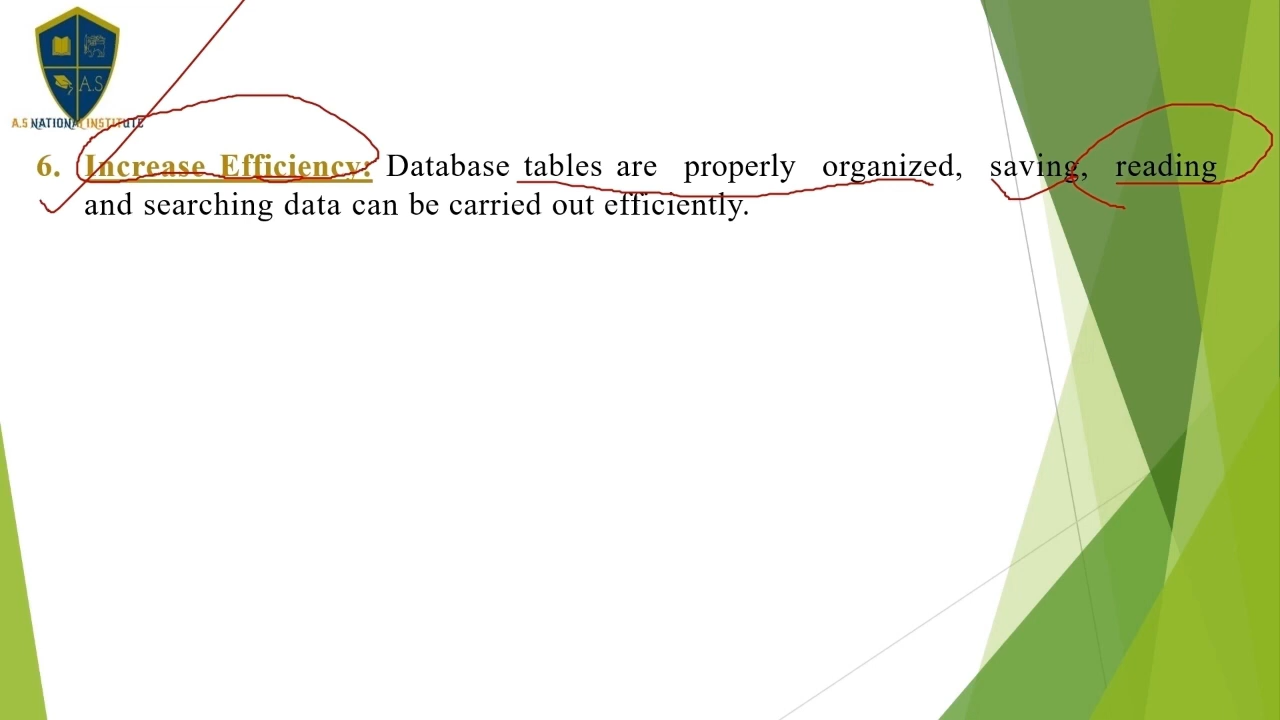 A.S
A.S NATIONAL INSTITUTE
6. Increase Efficiency: Database tables are properly organized, saving, reading
and searching data can be carried out efficiently.